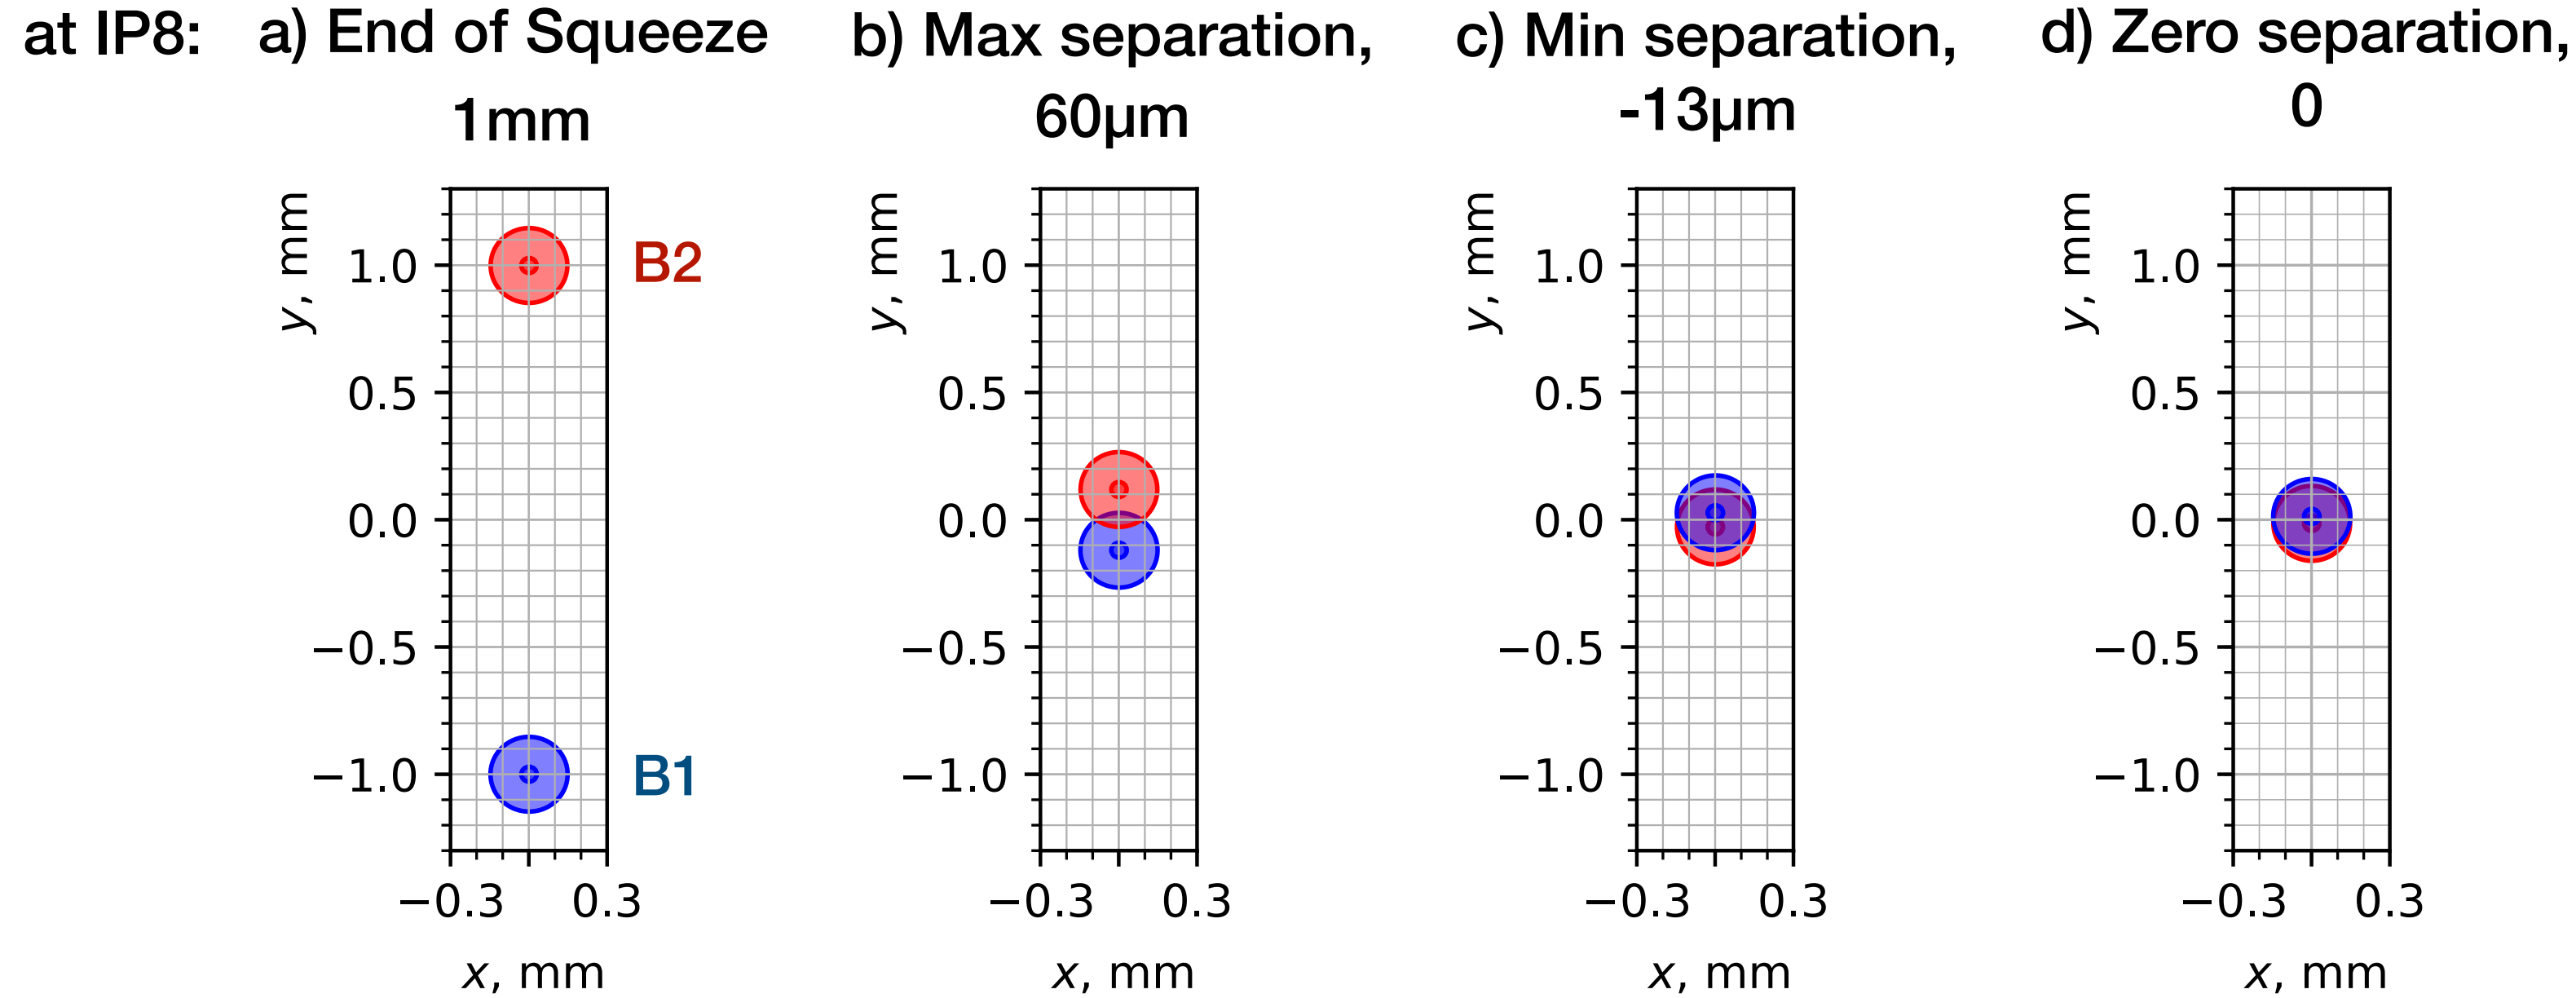 at IP8:
a) End of Squeeze
1mm
b) Max separation,
60µm
c) Min separation,
-13µm
d) Zero separation,
0
y, mm
1.0
0.5
0.0
−0.5
−1.0
−0.3
0.3
x, mm
B2
B1
y, mm
1.0
0.5
0.0
−0.5
−1.0
−0.3
0.3
x, mm
y, mm
1.0
0.5
0.0
−0.5
−1.0
−0.3
0.3
x, mm
y, mm
1.0
0.5
0.0
−0.5
−1.0
−0.3
0.3
x, mm